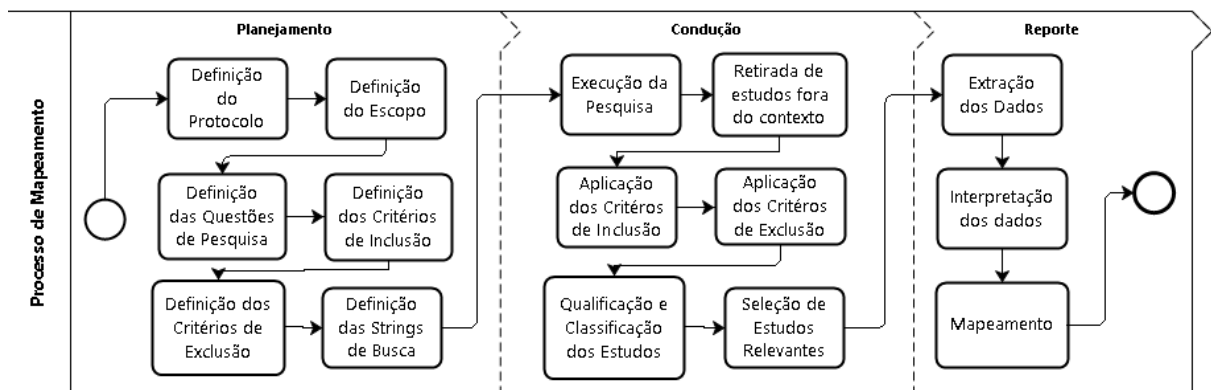 Processo de Mapeamento
Planejamento
Definição
do
Protocolo
Definição
do Escopo
Definição
das Questões
de Pesquisa
Definição
dos Critérios
de Inclusão
Definição dos
Critérios de
Exclusão
Definição
das Strings
de Busca
Condução
Execução da
Pesquisa
Retirada de
estudos fora
do contexto
Aplicação
dos Critéros
de Inclusão
Aplicação
dos Critéros
de Exclusão
Qualificação e
Classificação
dos Estudos
Seleção de
Estudos
Relevantes
Reporte
Extração
dos Dados
Interpretação
dos dados
Mapeamento